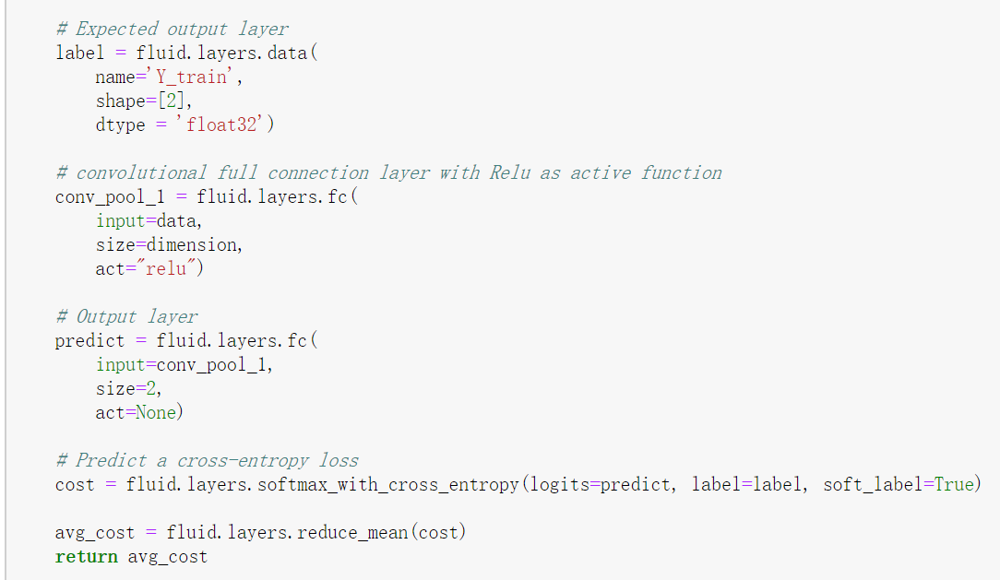 # Expected output layer
label = fluid.layers.data(
    name='Y_train',
    shape=[2],
    dtype = 'float32')
# convolutional full connection layer with Relu as active function
conv_pool_1 = fluid.layers.fc(
    input=data,
    size=dimension,
    act="relu")
# Output layer
predict = fluid.layers.fc(
    input=conv_pool_1,
    size=2,
    act=None)
# Predict a cross-entropy loss
cost = fluid.layers.softmax_with_cross_entropy(logits=predict, label=label, soft_label=True)
avg_cost = fluid.layers.reduce_mean(cost)
return avg_cost